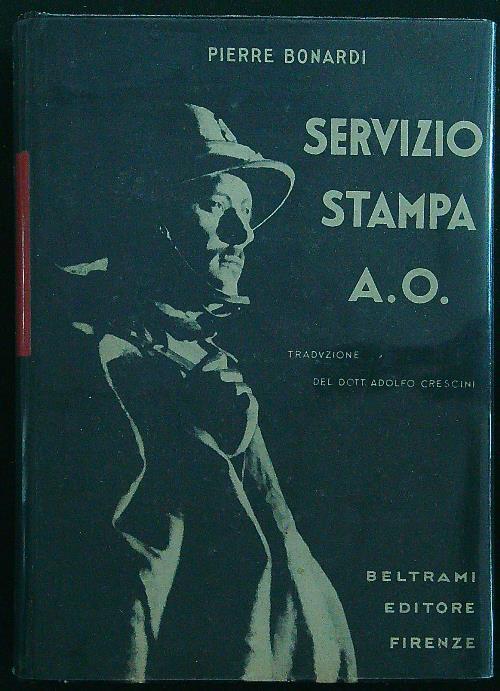 PIERRE BONARDI
SERVIZIO
STAMPA
A.O.
TRADVZIONE
DEL DOTT. ADOLFO CRESCINI
BELTRAMI
EDITORE
FIRENZE